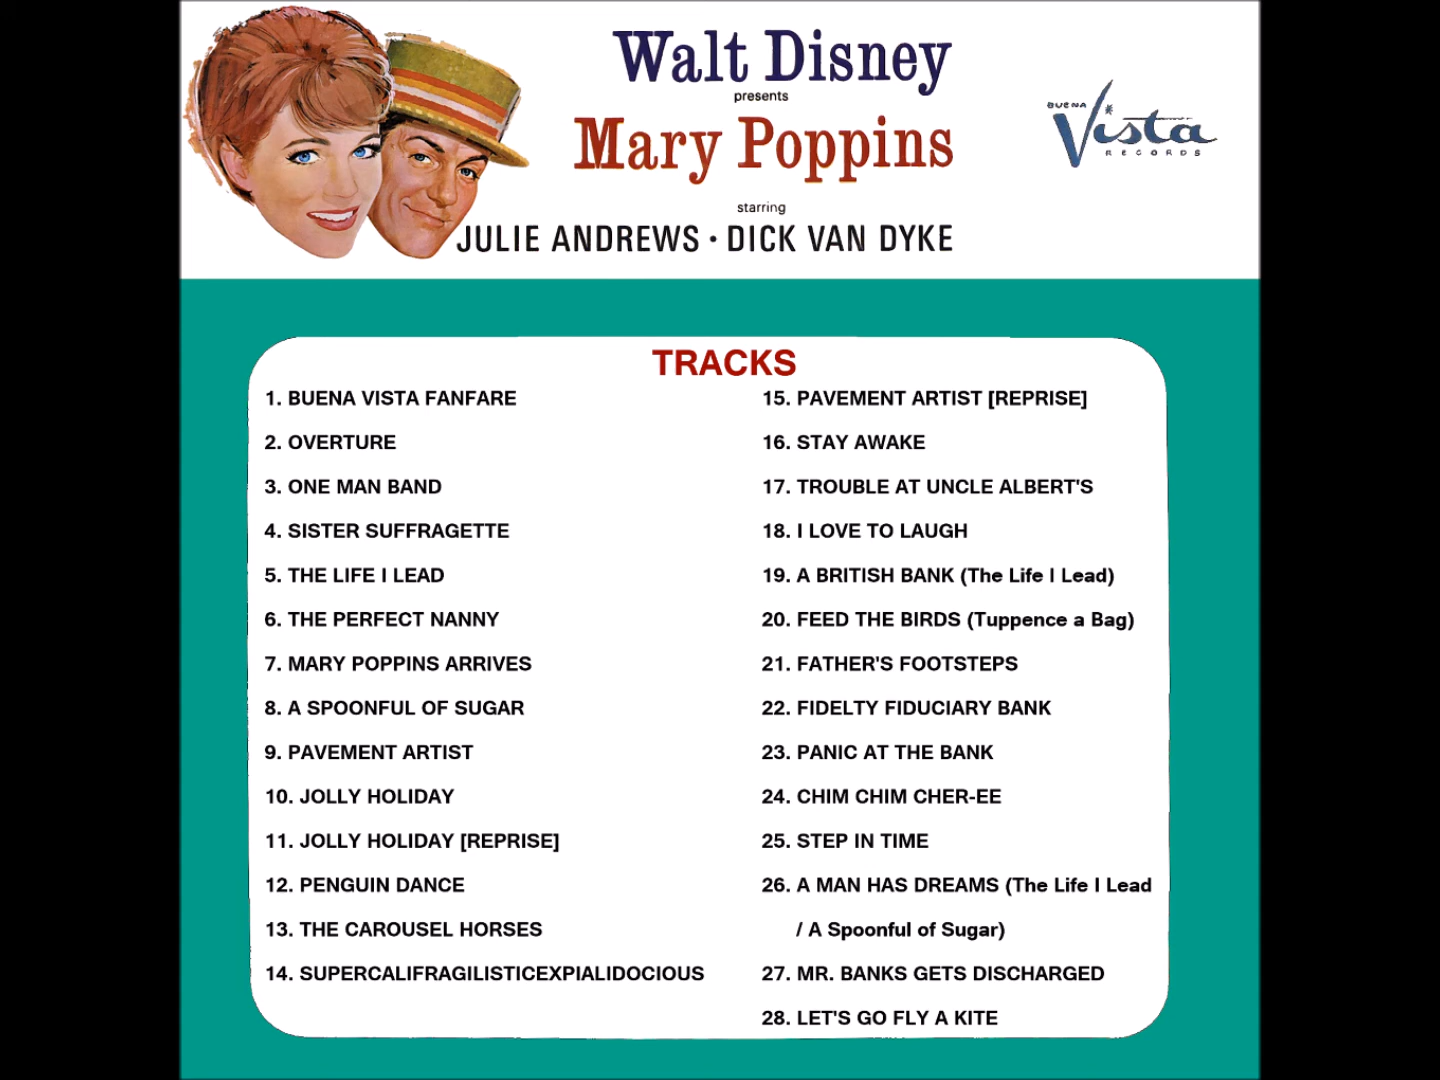 Walt Disney
presents
Mary Poppins
starring
JULIE ANDREWS · DICK VAN DYKE
BUENA
Vista
RECORDS
TRACKS
1. BUENA VISTA FANFARE
2. OVERTURE
3. ONE MAN BAND
4. SISTER SUFFRAGETTE
5. THE LIFE I LEAD
6. THE PERFECT NANNY
7. MARY POPPINS ARRIVES
8. A SPOONFUL OF SUGAR
9. PAVEMENT ARTIST
10. JOLLY HOLIDAY
11. JOLLY HOLIDAY [REPRISE]
12. PENGUIN DANCE
13. THE CAROUSEL HORSES
14. SUPERCALIFRAGILISTICEXPIALIDOCIOUS
15. PAVEMENT ARTIST [REPRISE]
16. STAY AWAKE
17. TROUBLE AT UNCLE ALBERT'S
18. I LOVE TO LAUGH
19. A BRITISH BANK (The Life I Lead)
20. FEED THE BIRDS (Tuppence a Bag)
21. FATHER'S FOOTSTEPS
22. FIDELTY FIDUCIARY BANK
23. PANIC AT THE BANK
24. CHIM CHIM CHER-EE
25. STEP IN TIME
26. A MAN HAS DREAMS (The Life I Lead
/ A Spoonful of Sugar)
27. MR. BANKS GETS DISCHARGED
28. LET'S GO FLY A KITE